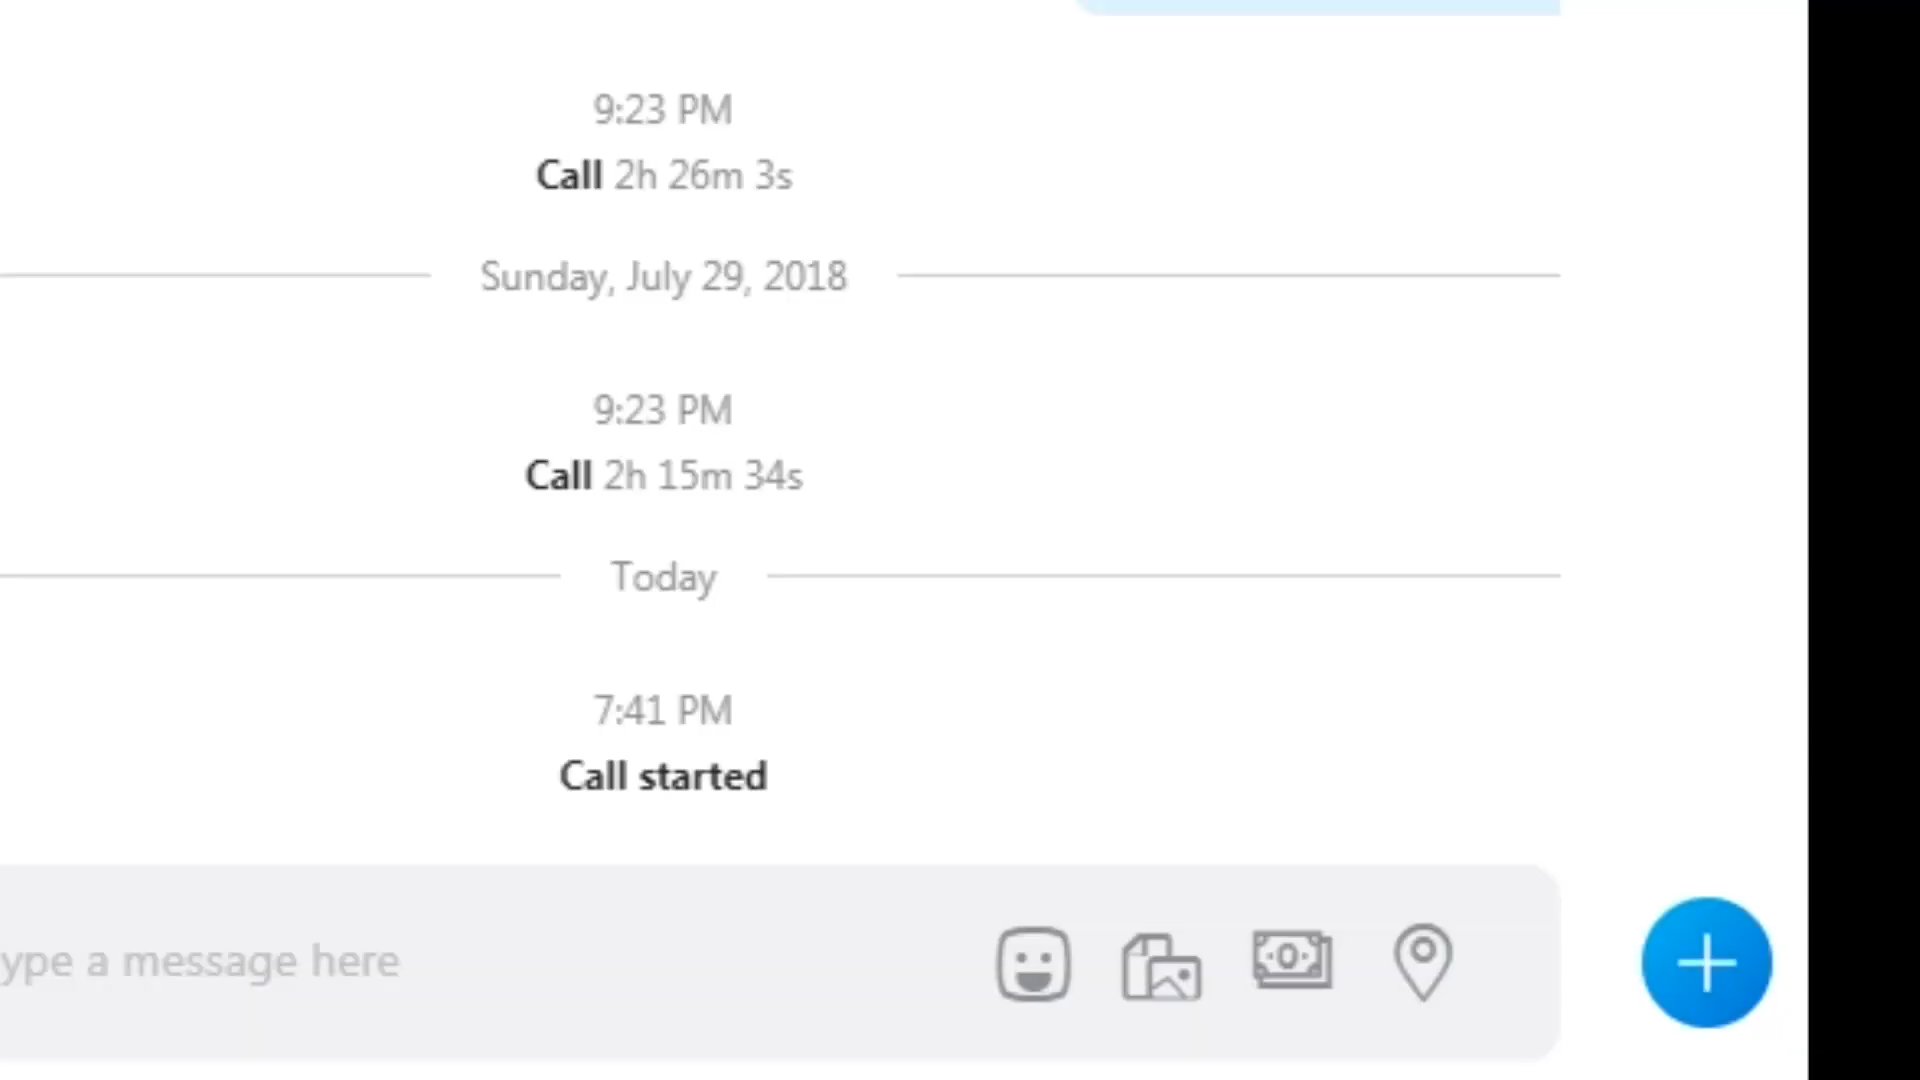 9:23 PM
Call 2h 26m 3s
Sunday, July 29, 2018
9:23 PM
Call 2h 15m 34s
Today
7:41 PM
Call started
ype a message here